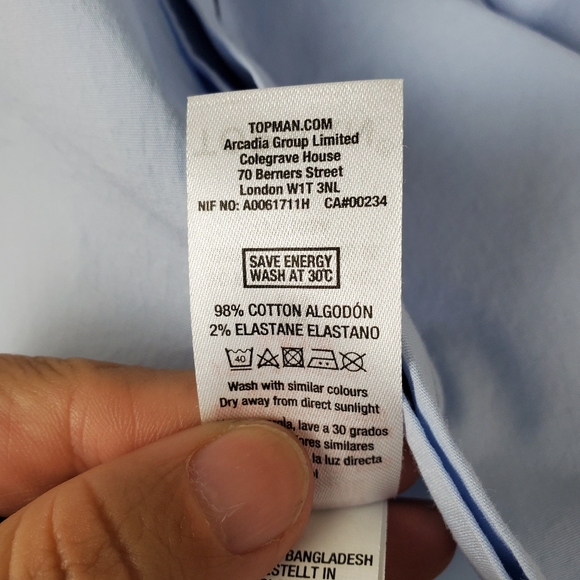 TOPMAN.COM
Arcadia Group Limited
Colegrave House
70 Berners Street
London W1T 3NL
NIF NO: A0061711H CA#00234
SAVE ENERGY
WASH AT 30°C
98% COTTON ALGODÓN
2% ELASTANE ELASTANO
40
Wash with similar colours
Dry away from direct sunlight
lave a 30 grados
similares
la luz directa
BANGLADESH
IN